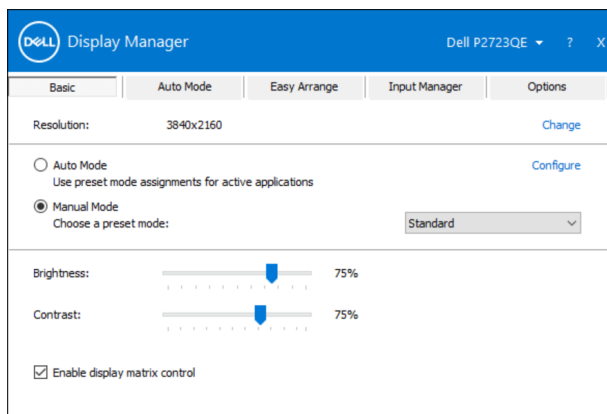 DELL Display Manager Dell P2723QE ? X
Basic Auto Mode Easy Arrange Input Manager Options
Resolution: 3840x2160 Change
Auto Mode Configure
Use preset mode assignments for active applications
Manual Mode
Choose a preset mode: Standard
Brightness: 75%
Contrast: 75%
Enable display matrix control